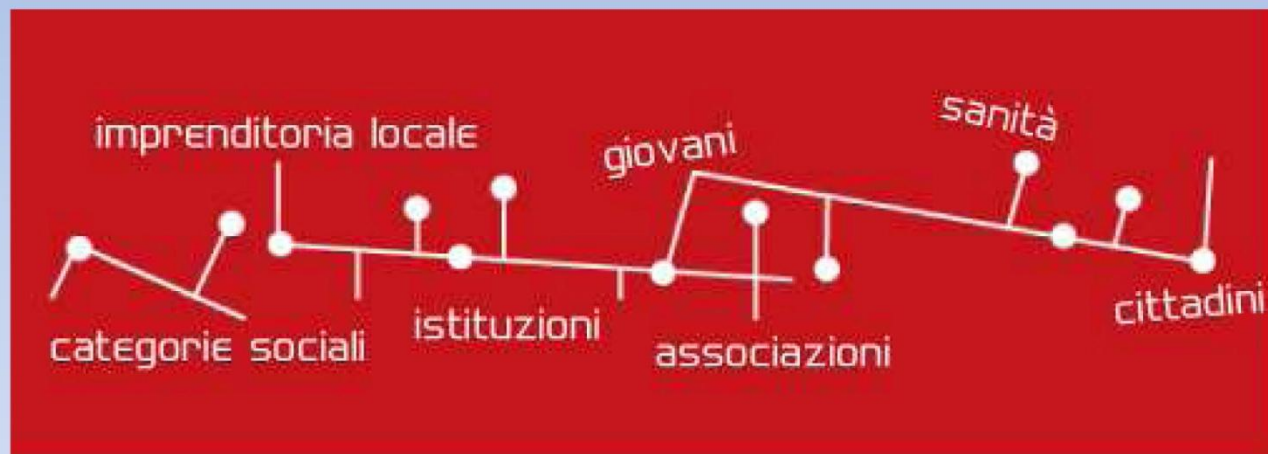 imprenditoria locale
giovani
sanità
categorie sociali
istituzioni
associazioni
cittadini